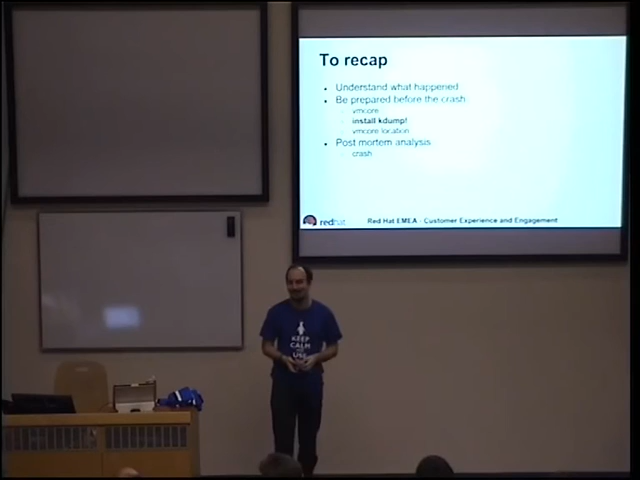 To recap
Understand what happened
Be prepared before the crash
vmcore
install kdump!
vmcore location
Post mortem analysis
crash
redhat
Red Hat EMEA - Customer Experience and Engagement
KEEP
CALM
USE